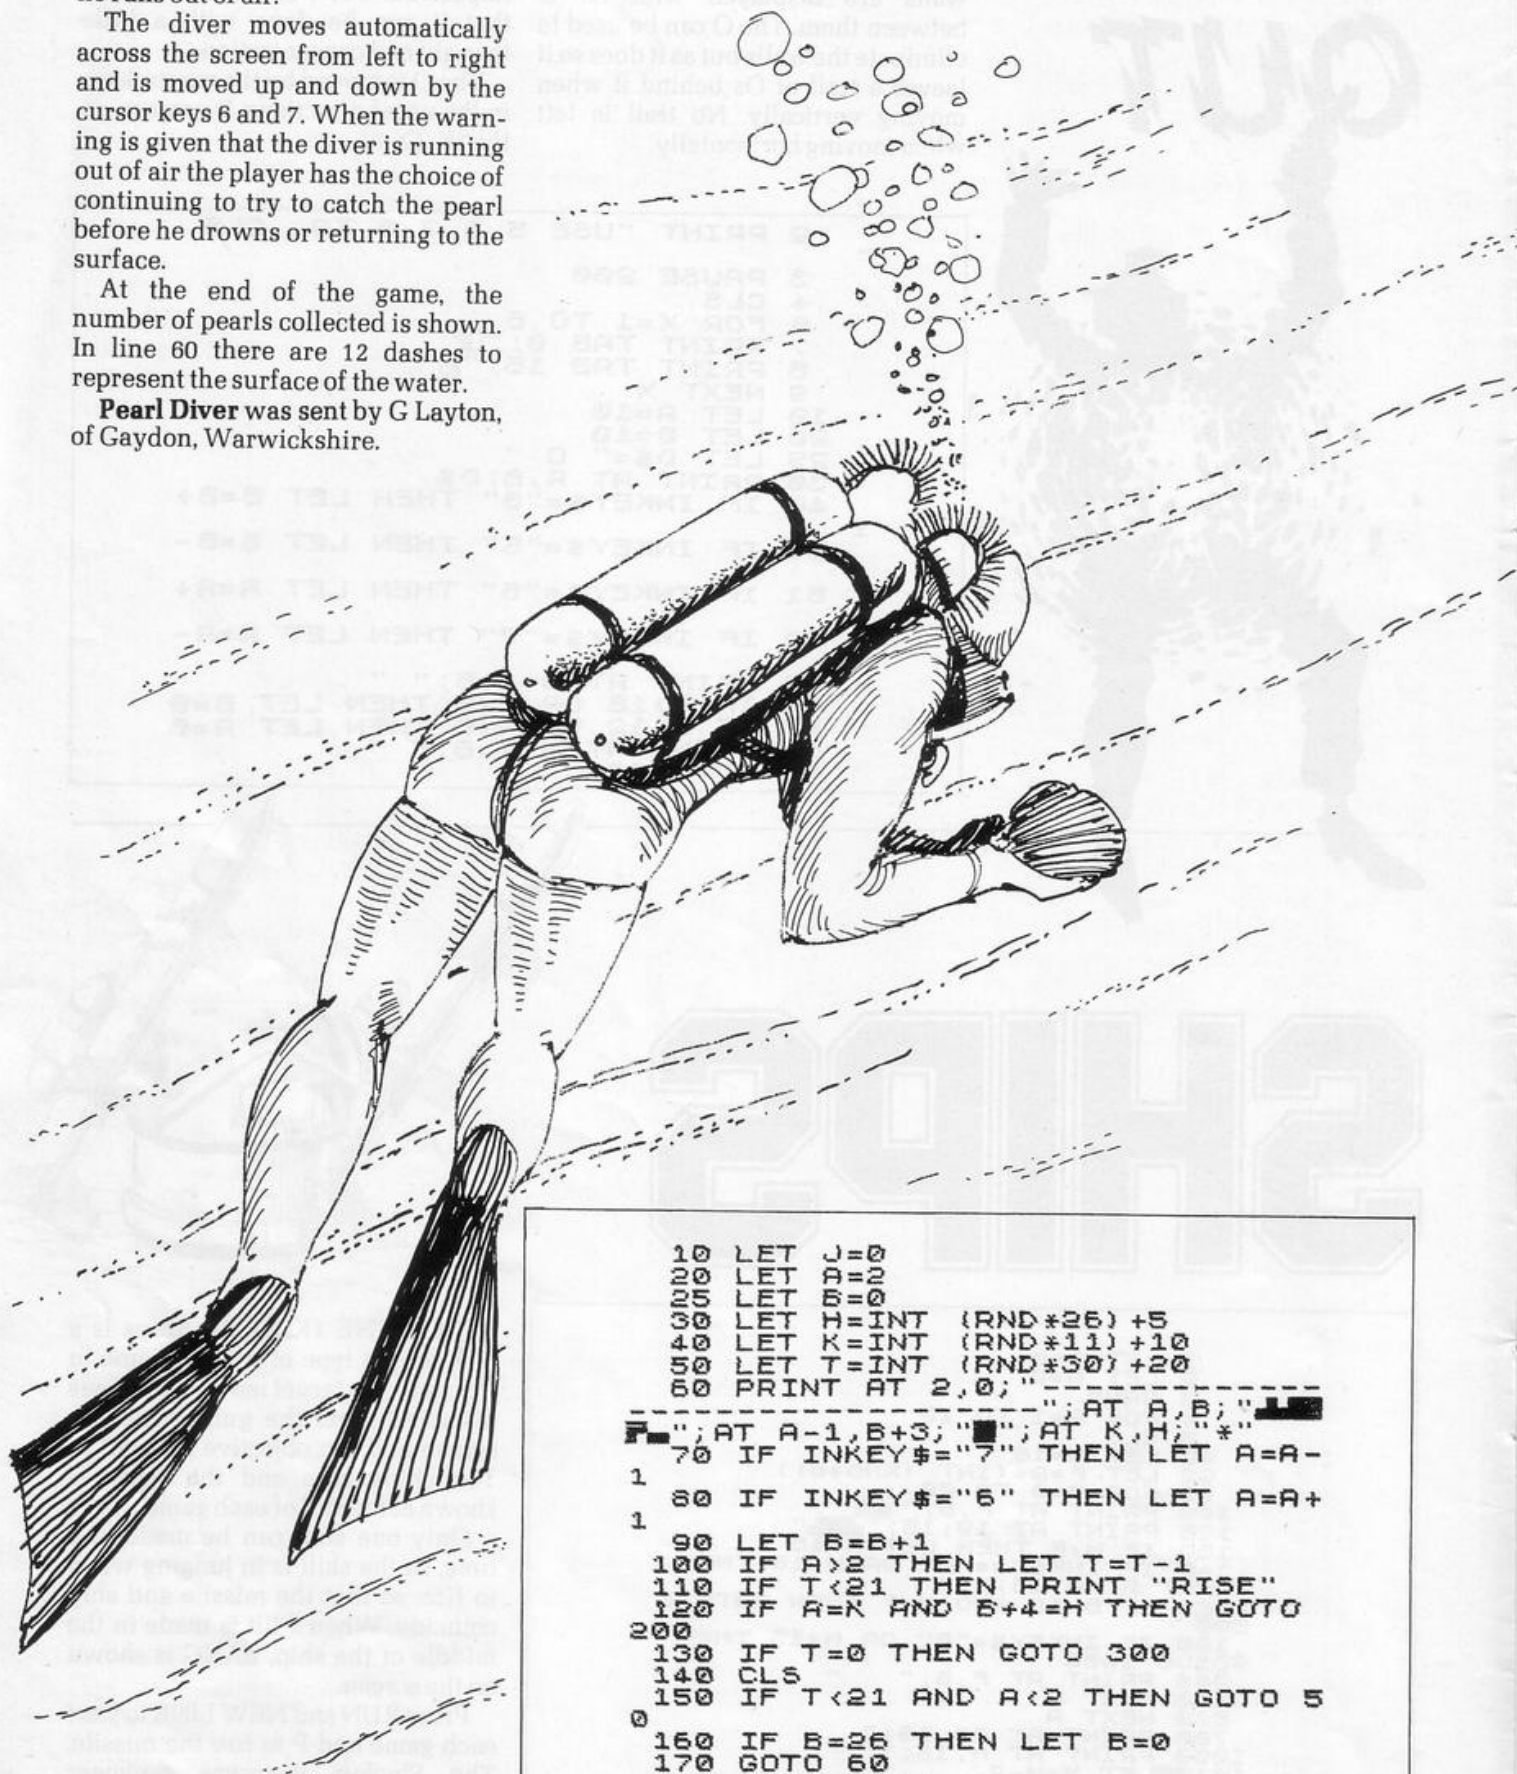 The diver moves automatically
across the screen from left to right
and is moved up and down by the
cursor keys 6 and 7. When the warn-
ing is given that the diver is running
out of air the player has the choice of
continuing to try to catch the pearl
before he drowns or returning to the
surface.
At the end of the game, the
number of pearls collected is shown.
In line 60 there are 12 dashes to
represent the surface of the water.
Pearl Diver was sent by G Layton,
of Gaydon, Warwickshire.
10 LET J=0
20 LET A=2
25 LET B=0
30 LET H=INT (RND*26)+5
40 LET K=INT (RND*11)+10
50 LET T=INT (RND*30)+20
60 PRINT AT 2,0;"--------------
--------------------";AT A,B;"
";AT A-1,B+3;"■";AT K,H;"*"
70 IF INKEY$="7" THEN LET A=A-
1
80 IF INKEY$="6" THEN LET A=A+
1
90 LET B=B+1
100 IF A>2 THEN LET T=T-1
110 IF T<21 THEN PRINT "RISE"
120 IF A=K AND B+4=H THEN GOTO
200
130 IF T=0 THEN GOTO 300
140 CLS
150 IF T<21 AND A<2 THEN GOTO 5
0
160 IF B=26 THEN LET B=0
170 GOTO 60